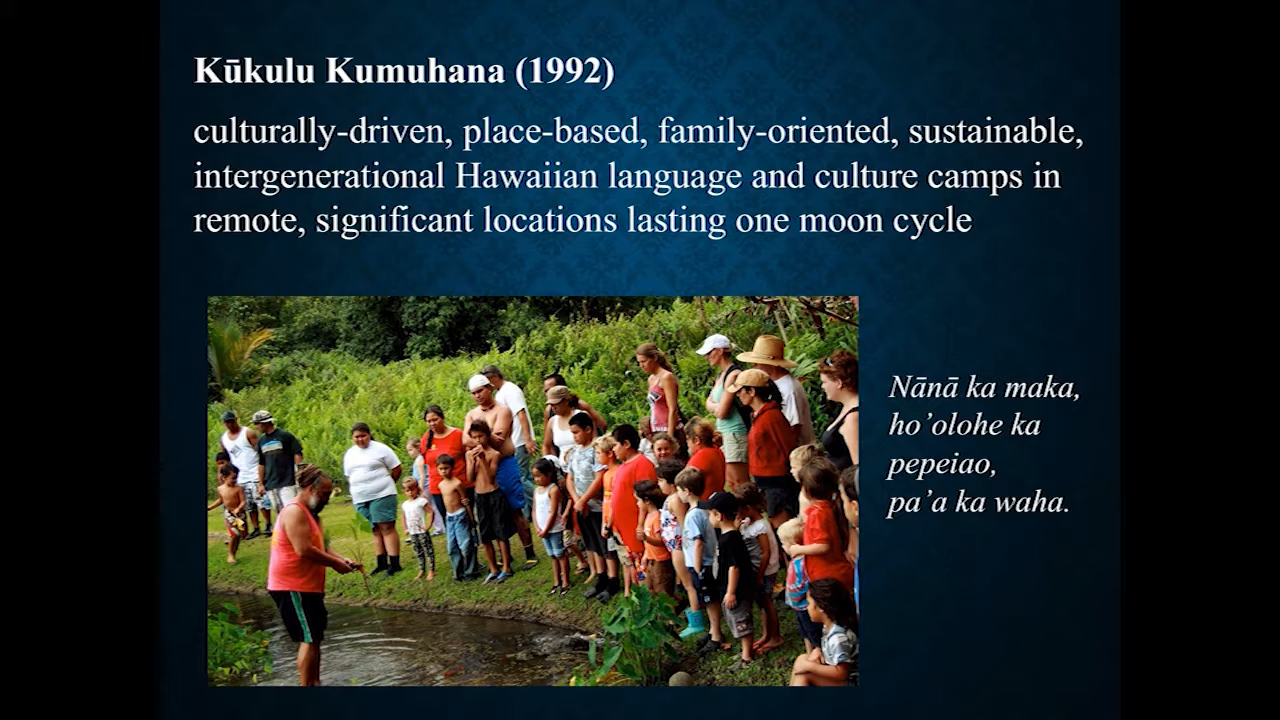 Kūkulu Kumuhana (1992)
culturally-driven, place-based, family-oriented, sustainable,
intergenerational Hawaiian language and culture camps in
remote, significant locations lasting one moon cycle
Nānā ka maka,
ho’olohe ka
pepeiao,
pa’a ka waha.